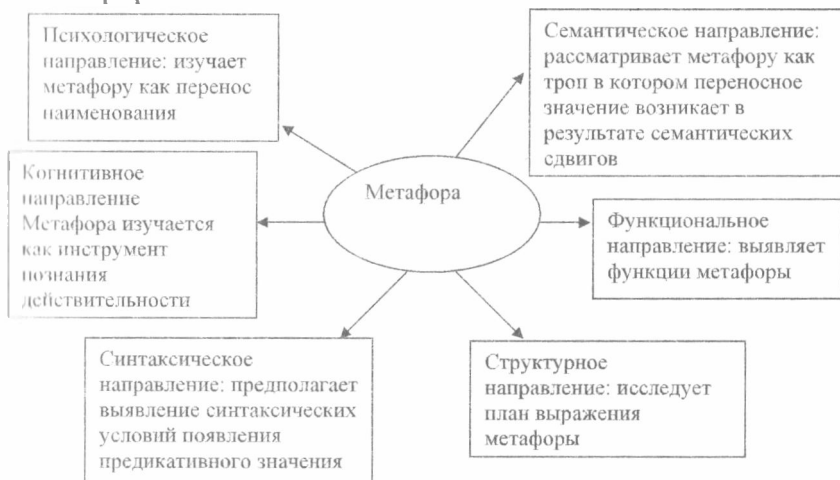 Психологическое
направление: изучает
метафору как перенос
наименования
Семантическое направление:
рассматривает метафору как
троп в котором переносное
значение возникает в
результате семантических
сдвигов
Метафора
Когнитивное
направление
Метафора изучается
как инструмент
познания
действительности
Функциональное
направление: выявляет
функции метафоры
Синтаксическое
направление: предполагает
выявление синтаксических
условий появления
предикативного значения
Структурное
направление: исследует
план выражения
метафоры